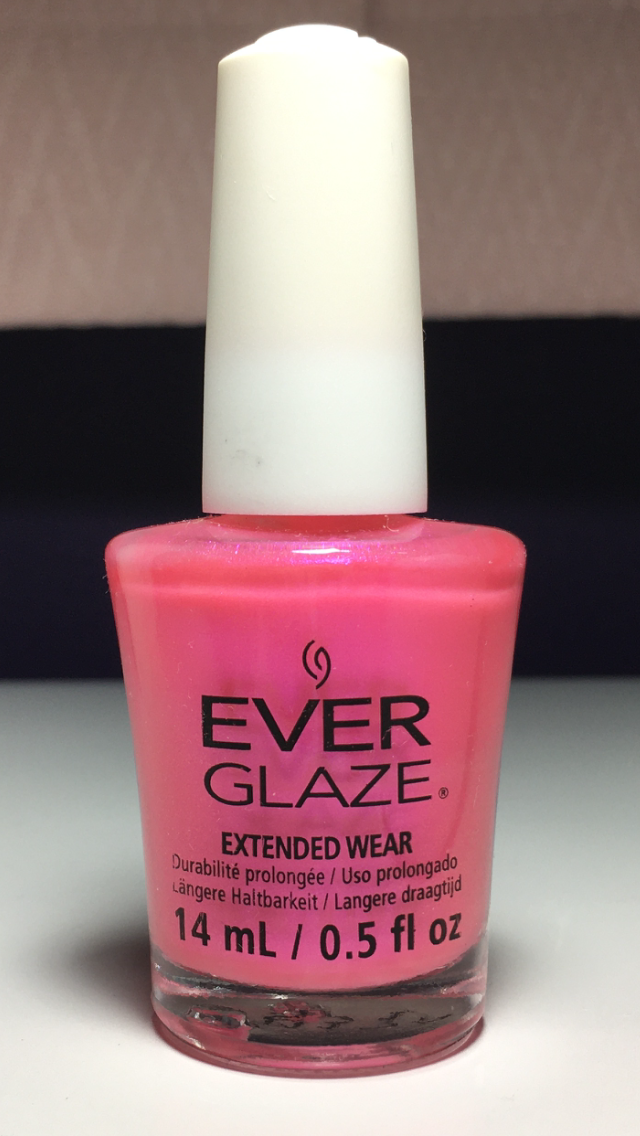 EVER
GLAZE®
EXTENDED WEAR
Durabilité prolongée / Uso prolongado
Längere Haltbarkeit / Langere draagtijd
14 mL / 0.5 fl oz